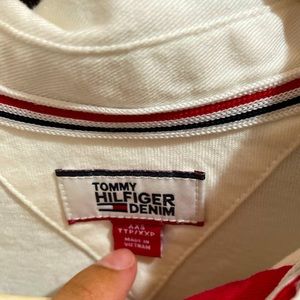 TOMMY
HILFIGER
DENIM
XXS
TTP/XXP
MADE IN
VIETNAM